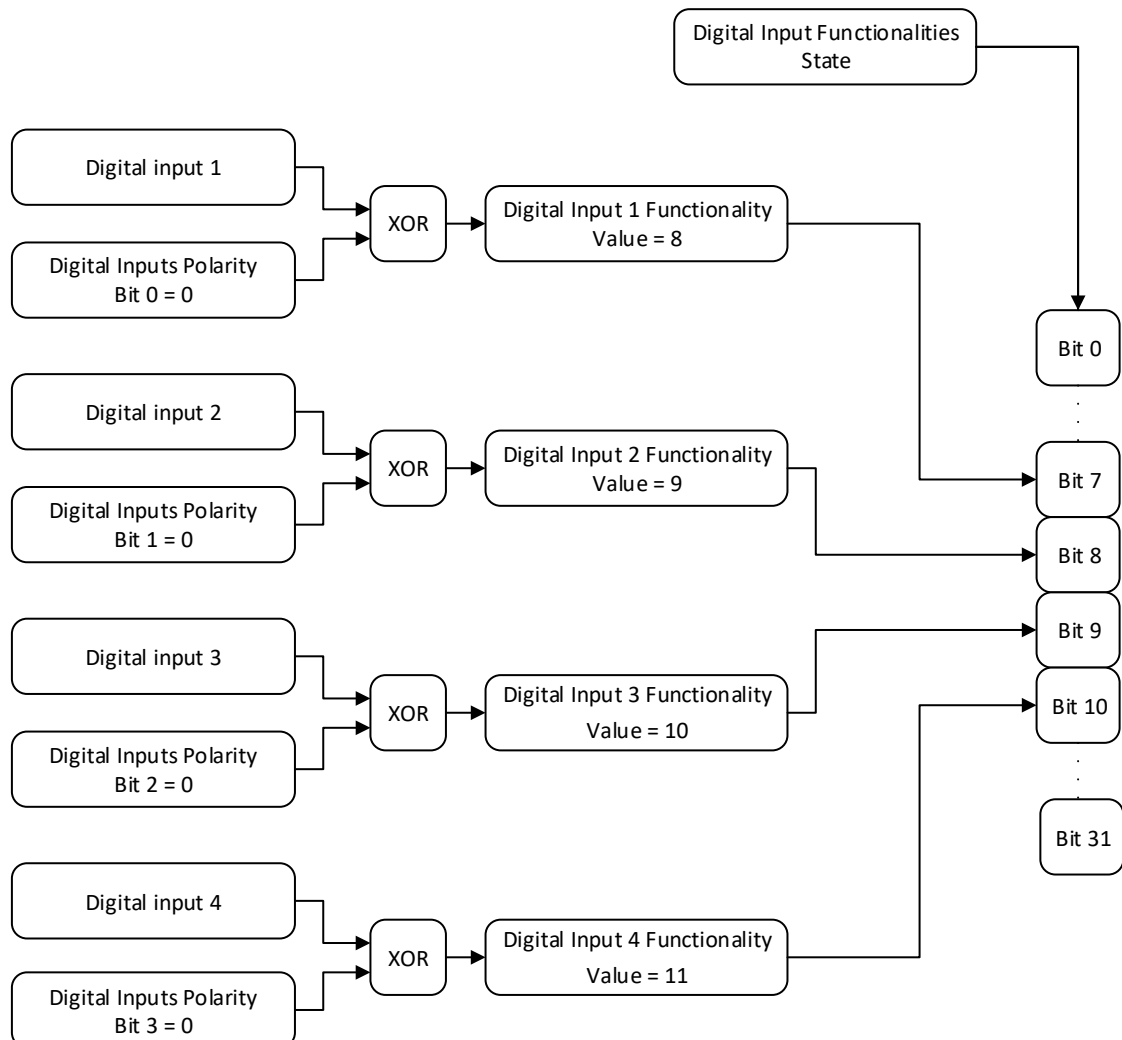 Digital Input Functionalities
State
Digital input 1
XOR
Digital Input 1 Functionality
Value = 8
Digital Inputs Polarity
Bit 0 = 0
Bit 0
Digital input 2
XOR
Digital Input 2 Functionality
Value = 9
Digital Inputs Polarity
Bit 1 = 0
Bit 7
Bit 8
Digital input 3
XOR
Digital Input 3 Functionality
Value = 10
Digital Inputs Polarity
Bit 2 = 0
Bit 9
Bit 10
Bit 31
Digital input 4
XOR
Digital Input 4 Functionality
Value = 11
Digital Inputs Polarity
Bit 3 = 0